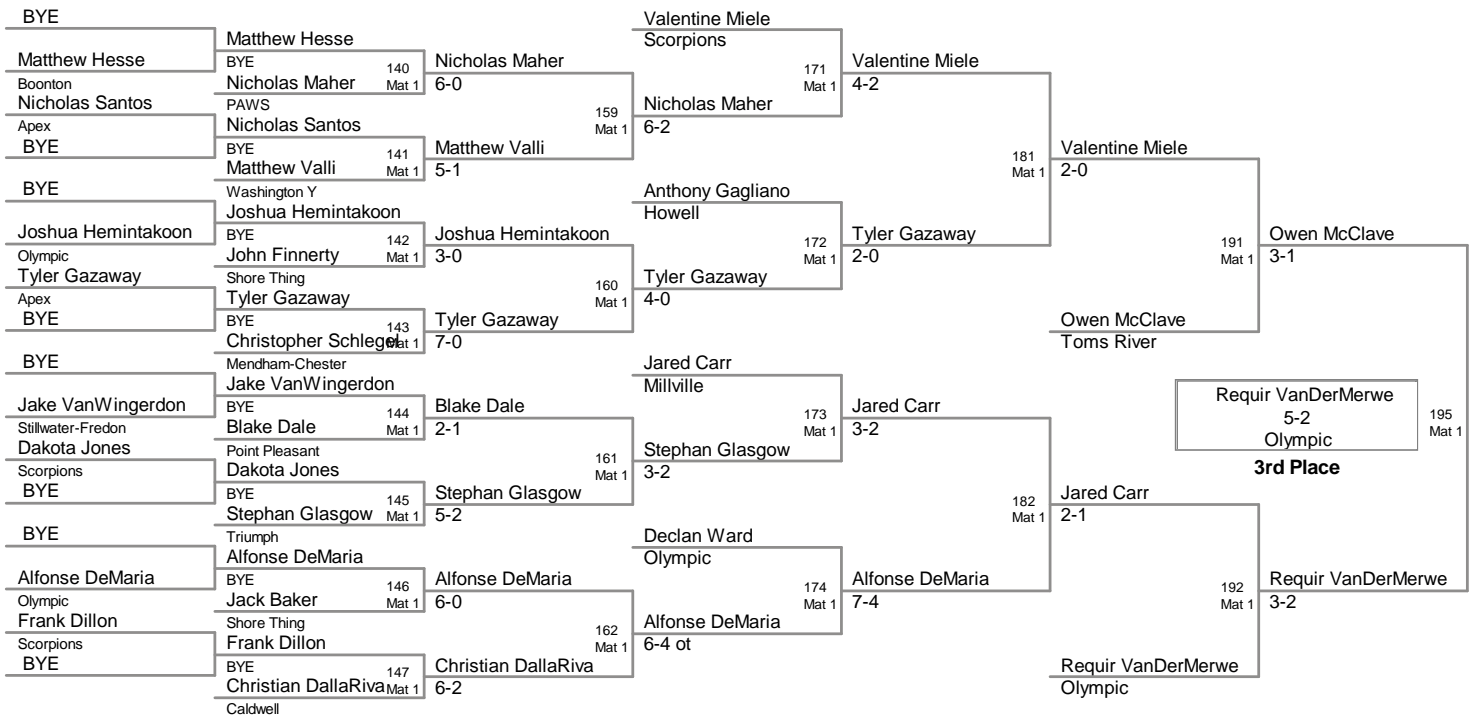 BYE
Matthew Hesse
Boonton
Nicholas Santos
Apex
BYE
BYE
Joshua Hemintakoon
Olympic
Tyler Gazaway
Apex
BYE
BYE
Jake VanWingerdon
Stillwater-Fredon
Dakota Jones
Scorpions
BYE
BYE
Alfonse DeMaria
Olympic
Frank Dillon
Scorpions
BYE
Matthew Hesse
BYE
140
Nicholas Maher
Mat 1
PAWS
Nicholas Santos
BYE
141
Matthew Valli
Mat 1
Washington Y
Joshua Hemintakoon
BYE
142
John Finnerty
Mat 1
Shore Thing
Tyler Gazaway
BYE
143
Christopher Schlegel
Mat 1
Mendham-Chester
Jake VanWingerdon
BYE
144
Blake Dale
Mat 1
Point Pleasant
Dakota Jones
BYE
145
Stephan Glasgow
Mat 1
Triumph
Alfonse DeMaria
BYE
146
Jack Baker
Mat 1
Shore Thing
Frank Dillon
BYE
147
Christian DallaRiva
Mat 1
Caldwell
Nicholas Maher
6-0
159
Mat 1
Matthew Valli
5-1
Joshua Hemintakoon
3-0
160
Mat 1
Tyler Gazaway
7-0
Blake Dale
2-1
161
Mat 1
Stephan Glasgow
5-2
Alfonse DeMaria
6-0
162
Mat 1
Christian DallaRiva
6-2
Valentine Miele
Scorpions
171
Mat 1
Nicholas Maher
6-2
Anthony Gagliano
Howell
172
Mat 1
Tyler Gazaway
4-0
Jared Carr
Millville
173
Mat 1
Stephan Glasgow
3-2
Declan Ward
Olympic
174
Mat 1
Alfonse DeMaria
6-4 ot
Valentine Miele
4-2
181
Mat 1
Tyler Gazaway
2-0
Jared Carr
3-2
182
Mat 1
Alfonse DeMaria
7-4
Valentine Miele
2-0
191
Mat 1
Owen McClave
Toms River
Jared Carr
2-1
192
Mat 1
Requir VanDerMerwe
Olympic
Owen McClave
3-1
Requir VanDerMerwe
5-2
Olympic
3rd Place
195
Mat 1
Requir VanDerMerwe
3-2